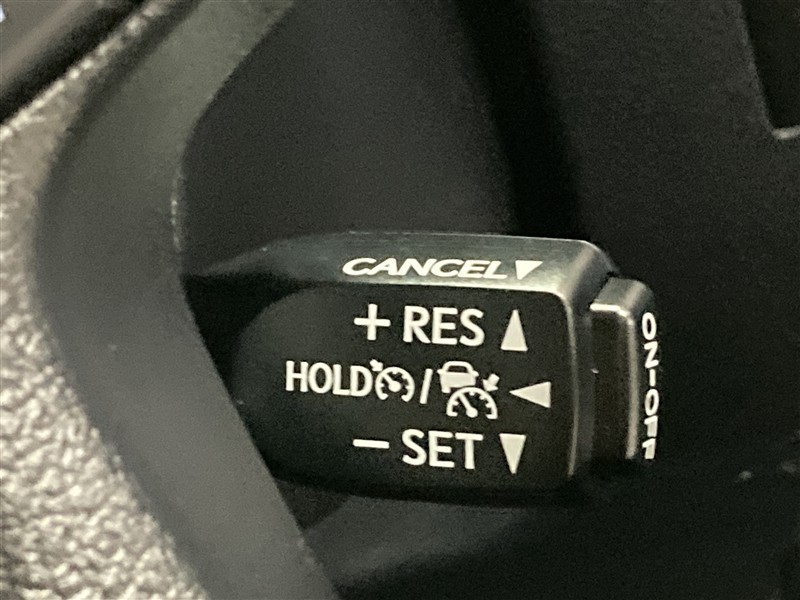 CANCEL▼
+ RES ▲
HOLD / ◀
− SET ▼
ON-OFF